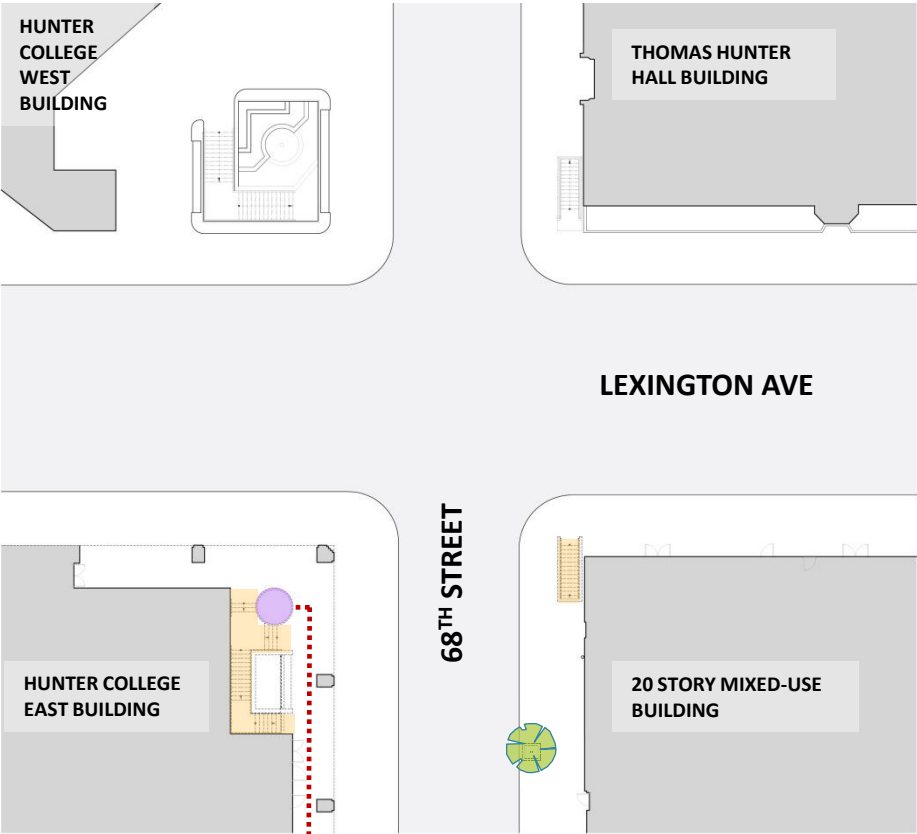 HUNTER
COLLEGE
WEST
BUILDING
THOMAS HUNTER
HALL BUILDING
LEXINGTON AVE
68TH STREET
HUNTER COLLEGE
EAST BUILDING
20 STORY MIXED-USE
BUILDING